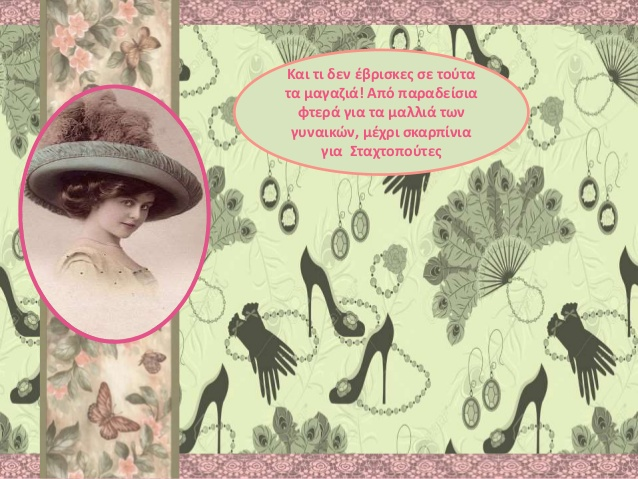 Και τι δεν έβρισκες σε τούτα
τα μαγαζιά! Από παραδείσια
φτερά για τα μαλλιά των
γυναικών, μέχρι σκαρπίνια
για Σταχτοπούτες